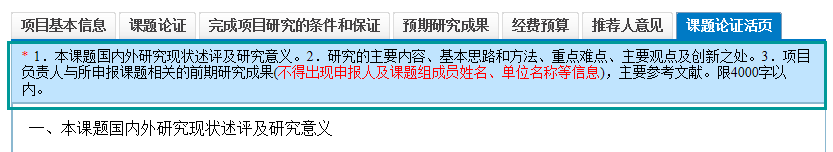 项目基本信息 课题论证 完成项目研究的条件和保证 预期研究成果 经费预算 推荐人意见 课题论证活页
* 1．本课题国内外研究现状述评及研究意义。2．研究的主要内容、基本思路和方法、重点难点、主要观点及创新之处。3．项目
负责人与所申报课题相关的前期研究成果(不得出现申报人及课题组成员姓名、单位名称等信息)，主要参考文献。限4000字以
内。
一、本课题国内外研究现状述评及研究意义